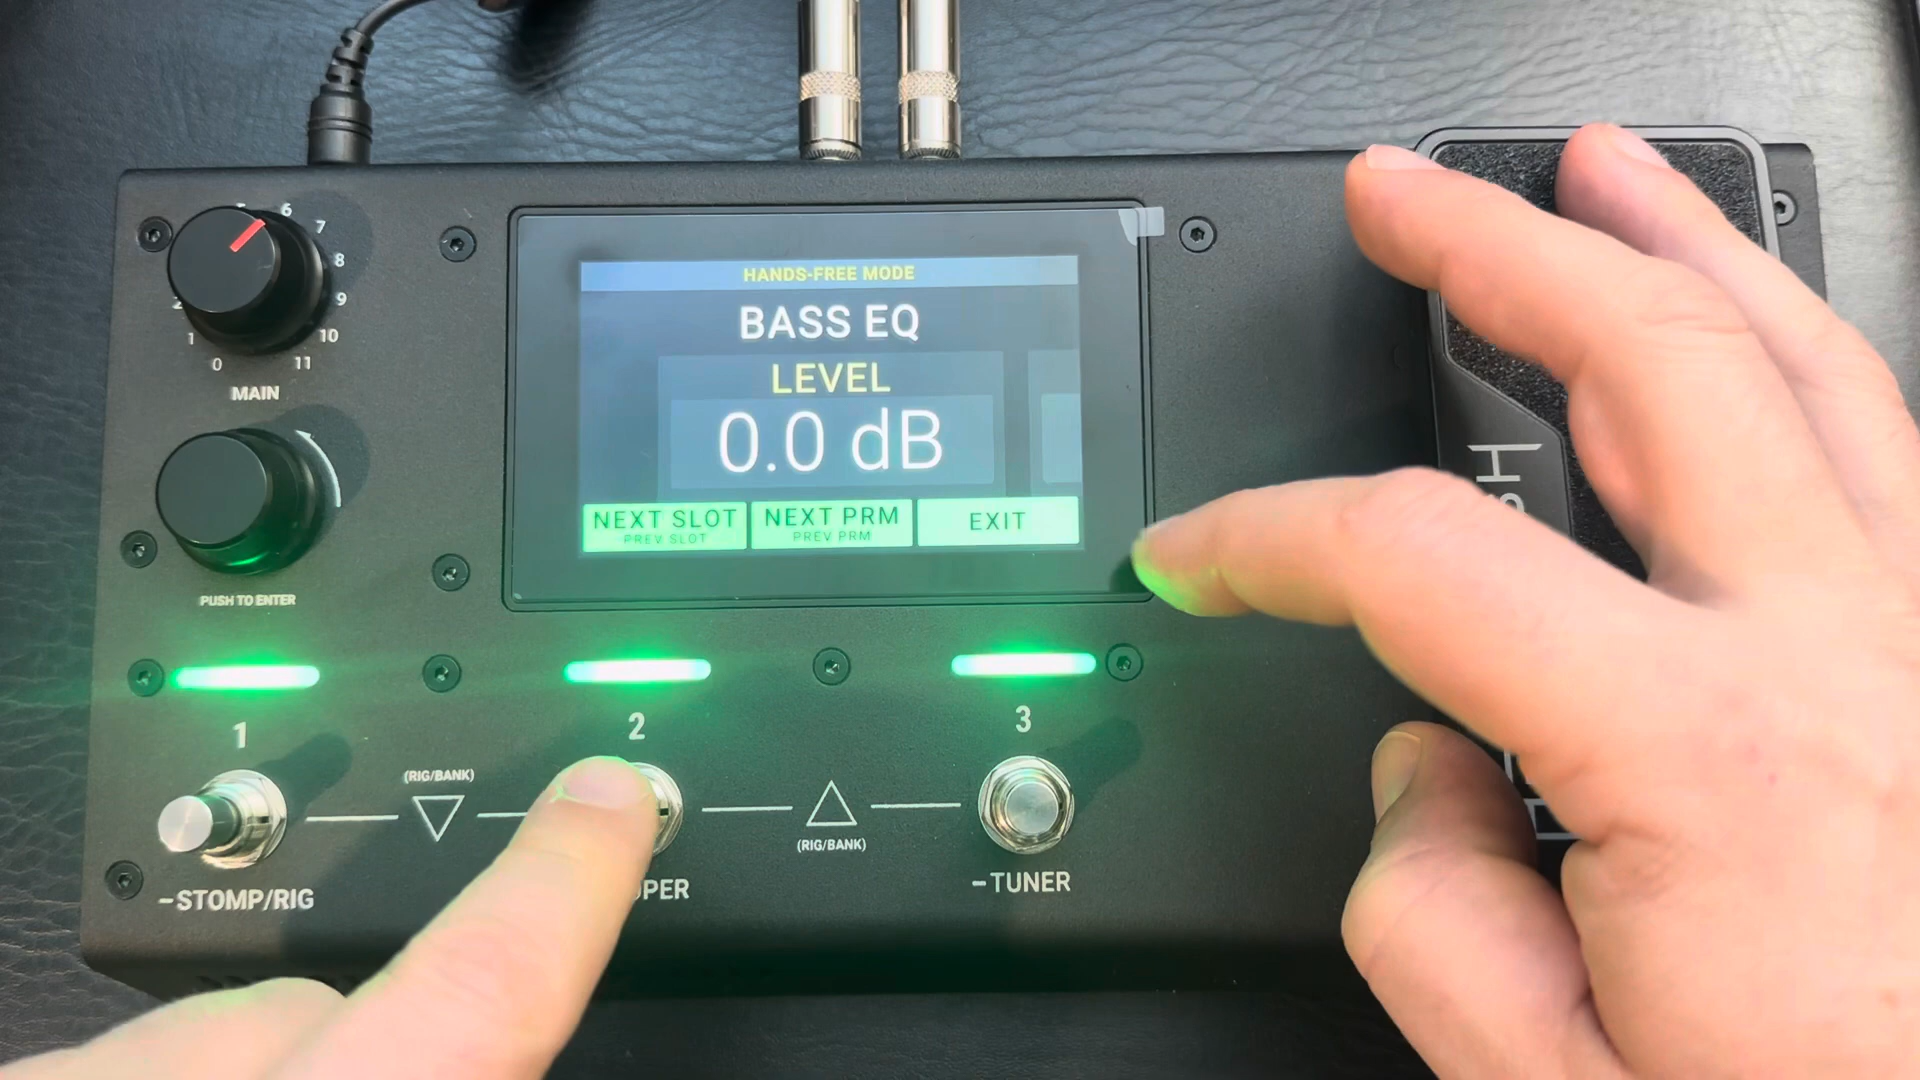 HANDS-FREE MODE
BASS EQ
LEVEL
0.0 dB
NEXT SLOT
PREV SLOT
NEXT PRM
PREV PRM
EXIT
5 6 7 8 9 10 11
2 1 0
MAIN
PUSH TO ENTER
1
2
3
(RIG/BANK)
(RIG/BANK)
-STOMP/RIG
-TUNER